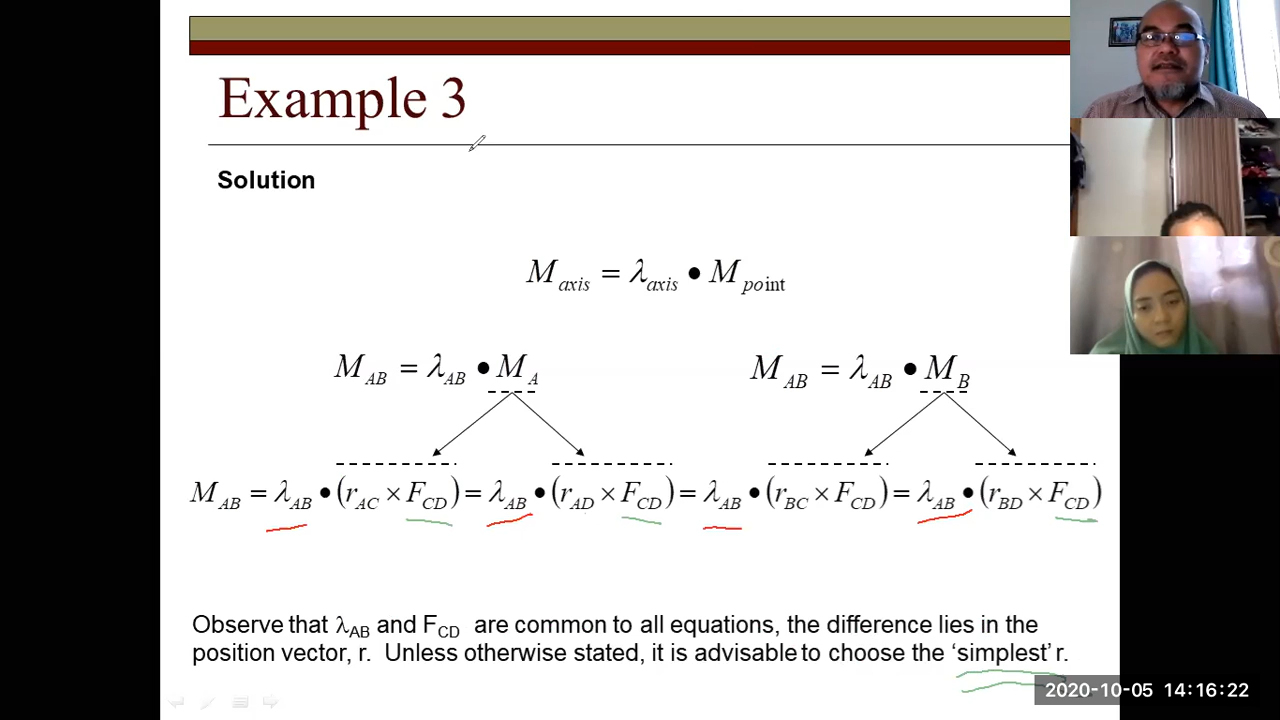 Example 3
Solution
M_axis = λ_axis • M_point
M_AB = λ_AB • M_A
M_AB = λ_AB • M_B
M_AB = λ_AB • (r_AC × F_CD) = λ_AB • (r_AD × F_CD) = λ_AB • (r_BC × F_CD) = λ_AB • (r_BD × F_CD)
Observe that λ_AB and F_CD are common to all equations, the difference lies in the
position vector, r. Unless otherwise stated, it is advisable to choose the ‘simplest’ r.
2020-10-05 14:16:22